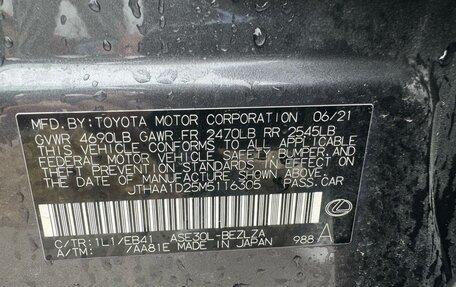 MFD. BY: TOYOTA MOTOR CORPORATION 06/21
GVWR 4690LB GAWR FR 2470LB RR 2545LB
THIS VEHICLE CONFORMS TO ALL APPLICABLE
FEDERAL MOTOR VEHICLE SAFETY, BUMPER, AND
THEFT PREVENTION STANDARDS IN EFFECT ON THE
DATE OF MANUFACTURE SHOWN ABOVE.
JTHAA1D25M5116305 PASS. CAR
C/TR: 1L1/EB41 ASE30L-BEZLZA
A/TM: /AA81E MADE IN JAPAN 988 A